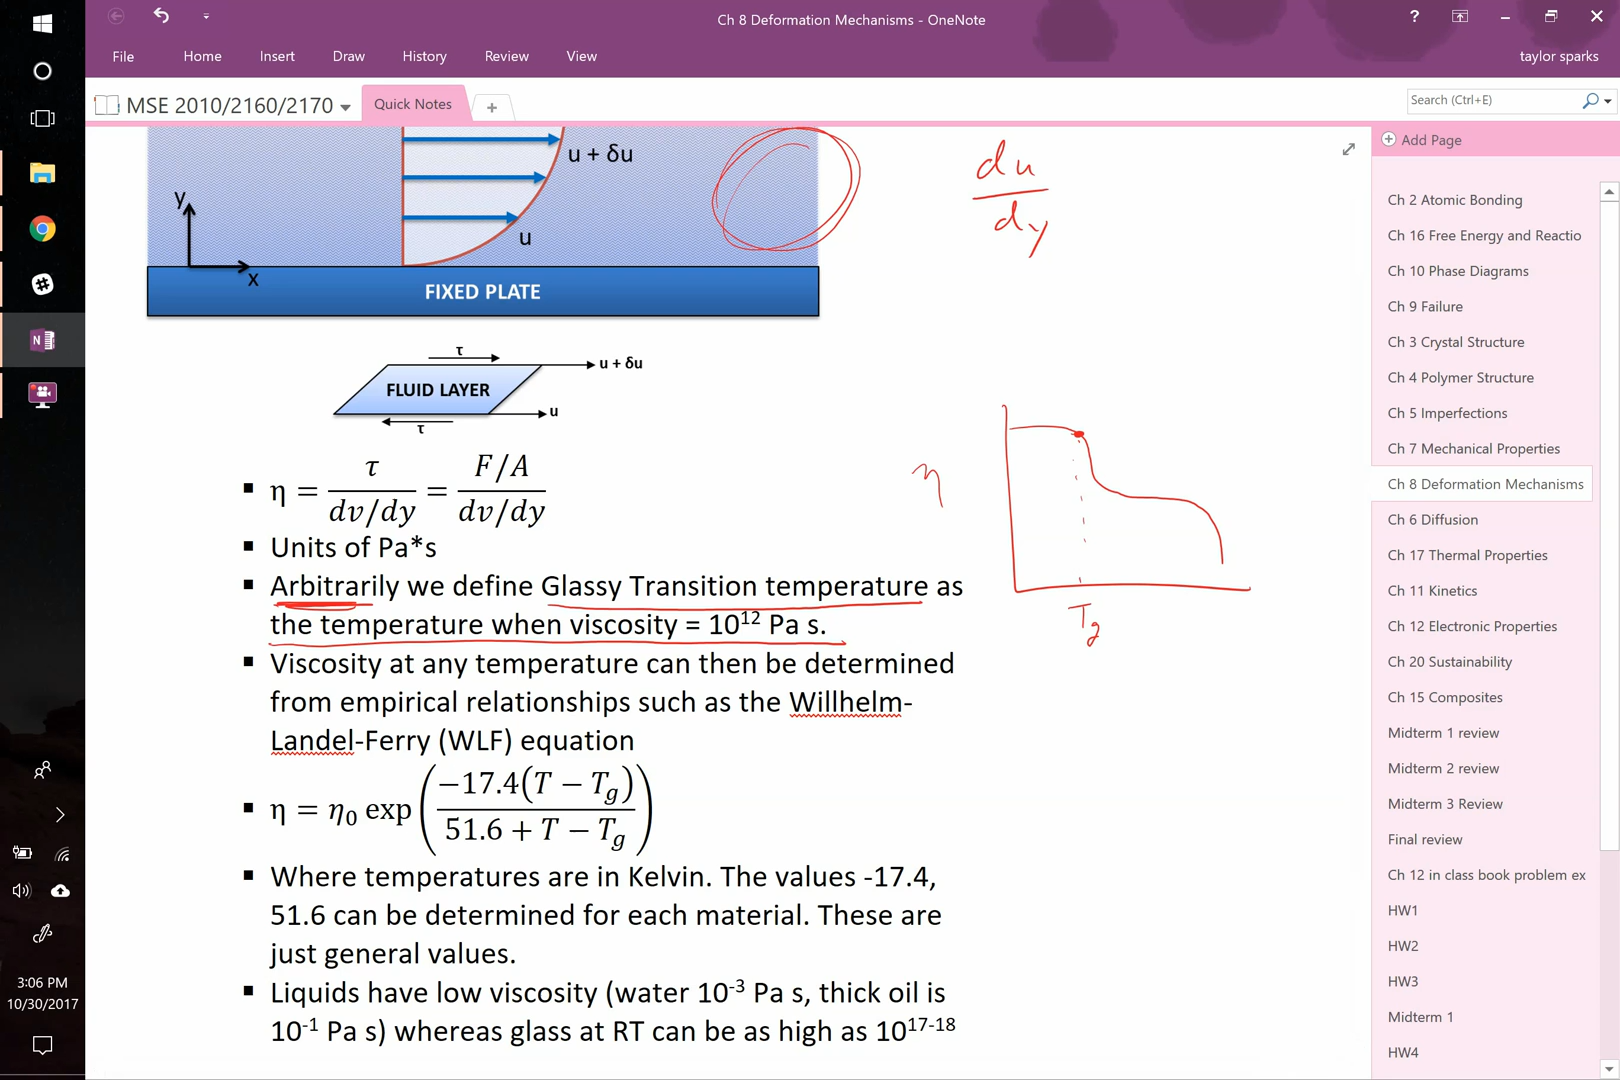 Ch 8 Deformation Mechanisms - OneNote
?
File Home Insert Draw History Review View
taylor sparks
MSE 2010/2160/2170
Quick Notes
+
Search (Ctrl+E)
u + δu
u
y
x
FIXED PLATE
du
dy
τ
u + δu
FLUID LAYER
u
τ
▪ η = τ / (dv/dy) = (F/A) / (dv/dy)
▪ Units of Pa*s
▪ Arbitrarily we define Glassy Transition temperature as
the temperature when viscosity = 10¹² Pa s.
▪ Viscosity at any temperature can then be determined
from empirical relationships such as the Willhelm-
Landel-Ferry (WLF) equation
▪ η = η₀ exp( −17.4(T − Tg) / (51.6 + T − Tg) )
▪ Where temperatures are in Kelvin. The values -17.4,
51.6 can be determined for each material. These are
just general values.
▪ Liquids have low viscosity (water 10⁻³ Pa s, thick oil is
10⁻¹ Pa s) whereas glass at RT can be as high as 10¹⁷⁻¹⁸
η
Tg
Add Page
Ch 2 Atomic Bonding
Ch 16 Free Energy and Reactio
Ch 10 Phase Diagrams
Ch 9 Failure
Ch 3 Crystal Structure
Ch 4 Polymer Structure
Ch 5 Imperfections
Ch 7 Mechanical Properties
Ch 8 Deformation Mechanisms
Ch 6 Diffusion
Ch 17 Thermal Properties
Ch 11 Kinetics
Ch 12 Electronic Properties
Ch 20 Sustainability
Ch 15 Composites
Midterm 1 review
Midterm 2 review
Midterm 3 Review
Final review
Ch 12 in class book problem ex
HW1
HW2
HW3
Midterm 1
HW4
N
3:06 PM
10/30/2017